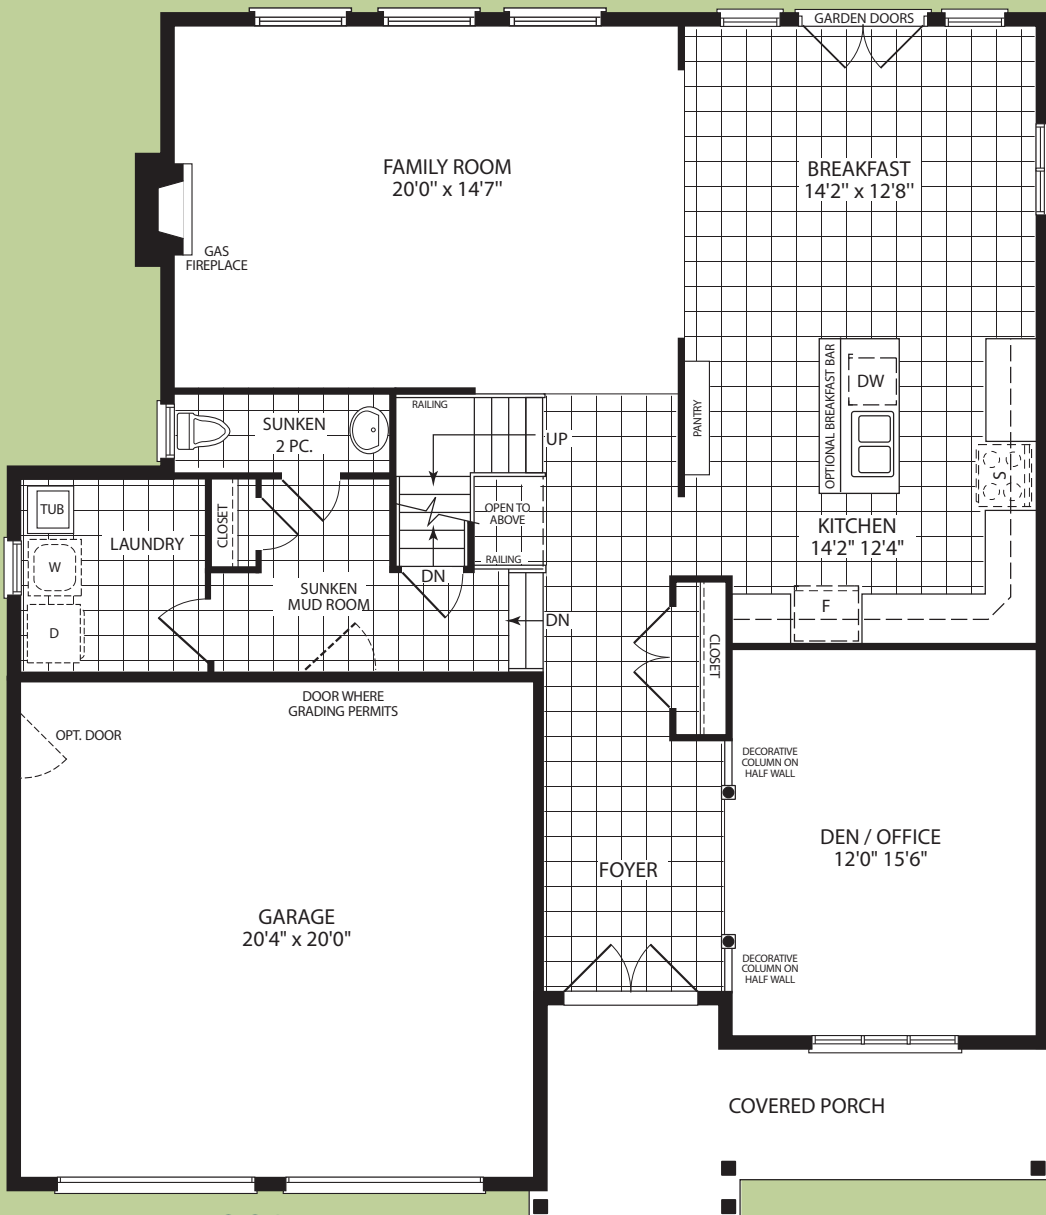 GARDEN DOORS
FAMILY ROOM
20'0" x 14'7"
BREAKFAST
14'2" x 12'8"
GAS
FIREPLACE
OPTIONAL BREAKFAST BAR
DW
PANTRY
RAILING
SUNKEN
2 PC.
UP
S
TUB
CLOSET
OPEN TO
ABOVE
LAUNDRY
KITCHEN
14'2" 12'4"
RAILING
W
DN
SUNKEN
MUD ROOM
F
DN
D
CLOSET
DOOR WHERE
GRADING PERMITS
OPT. DOOR
DECORATIVE
COLUMN ON
HALF WALL
DEN / OFFICE
12'0" 15'6"
FOYER
GARAGE
20'4" x 20'0"
DECORATIVE
COLUMN ON
HALF WALL
COVERED PORCH